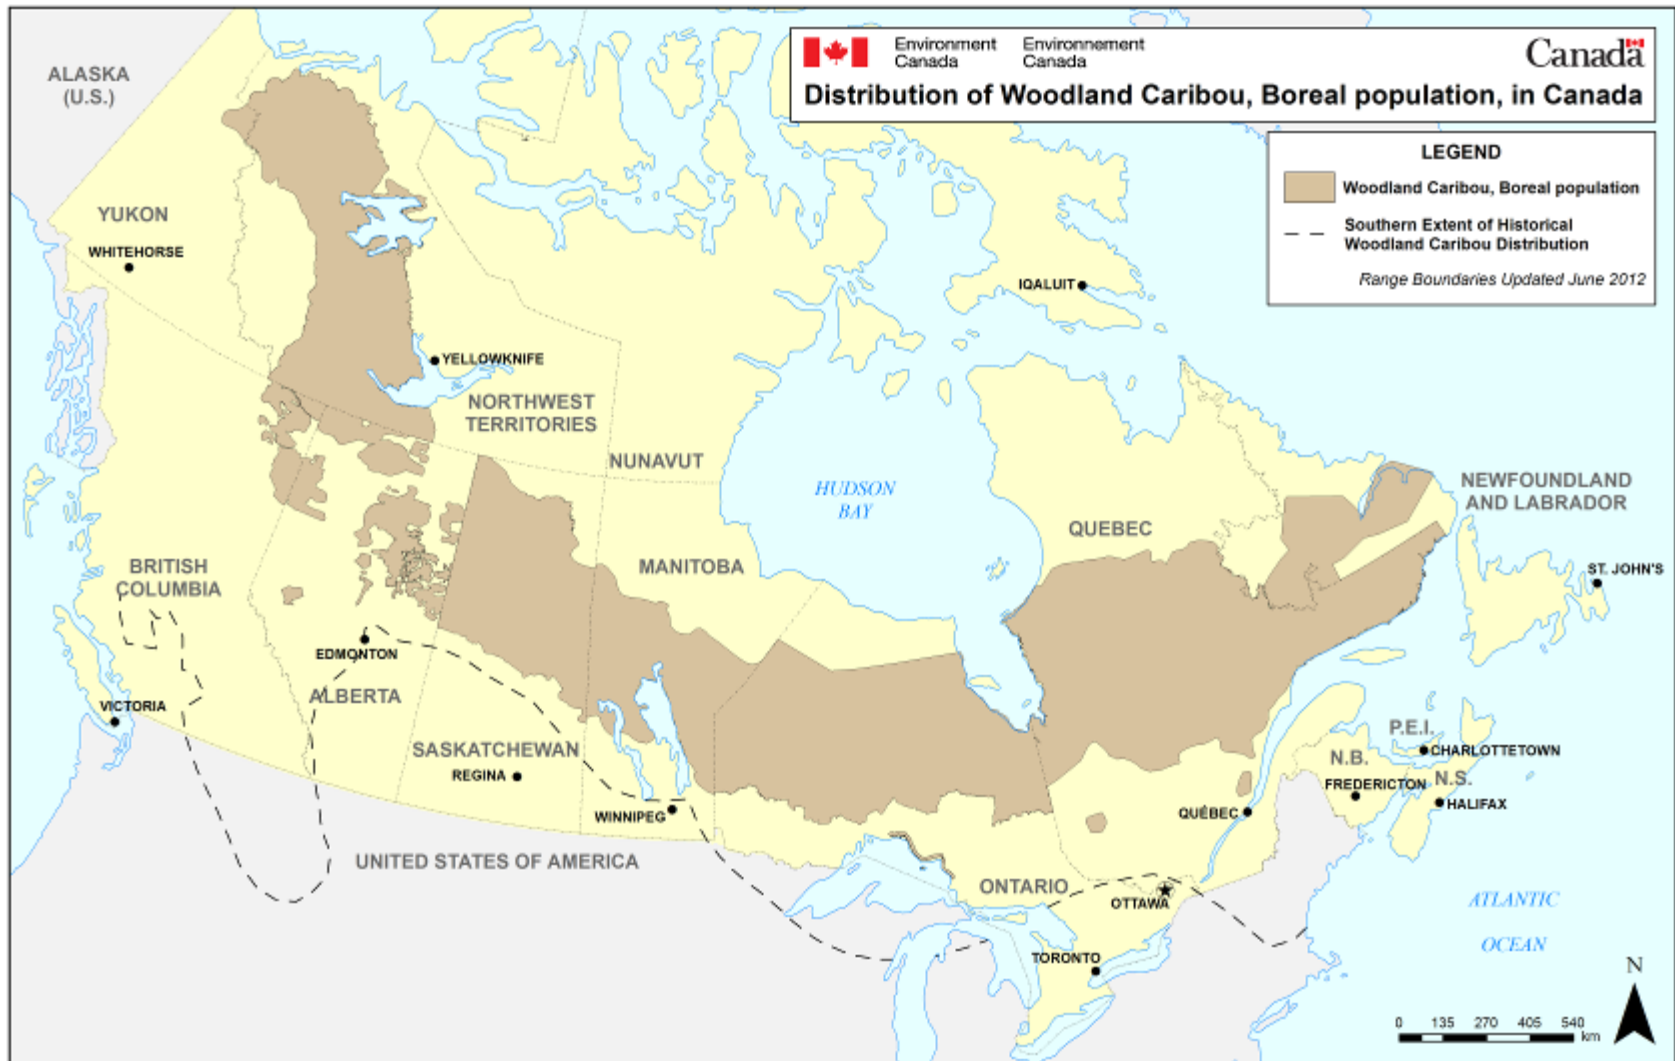 Environment
Canada
Environnement
Canada
Canada
Distribution of Woodland Caribou, Boreal population, in Canada
LEGEND
Woodland Caribou, Boreal population
Southern Extent of Historical
Woodland Caribou Distribution
Range Boundaries Updated June 2012
ALASKA
(U.S.)
YUKON
WHITEHORSE
IQALUIT
YELLOWKNIFE
NORTHWEST
TERRITORIES
NUNAVUT
HUDSON
BAY
NEWFOUNDLAND
AND LABRADOR
QUEBEC
BRITISH
COLUMBIA
MANITOBA
ST. JOHN'S
EDMONTON
ALBERTA
VICTORIA
SASKATCHEWAN
REGINA
WINNIPEG
P.E.I.
CHARLOTTETOWN
N.B.
N.S.
FREDERICTON
HALIFAX
QUÉBEC
UNITED STATES OF AMERICA
ONTARIO
OTTAWA
TORONTO
ATLANTIC
OCEAN
N
0 135 270 405 540
km